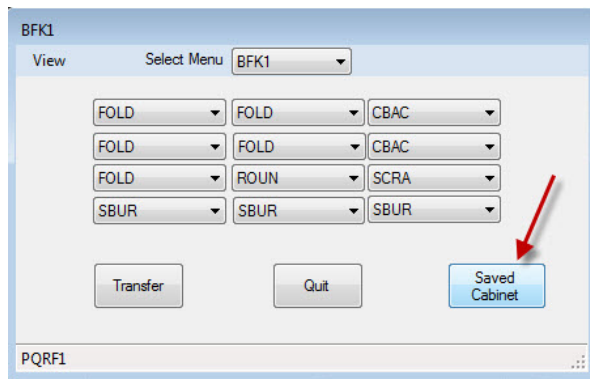 BFK1
View Select Menu BFK1
FOLD FOLD CBAC
FOLD FOLD CBAC
FOLD ROUN SCRA
SBUR SBUR SBUR
Transfer Quit Saved
Cabinet
PQRF1